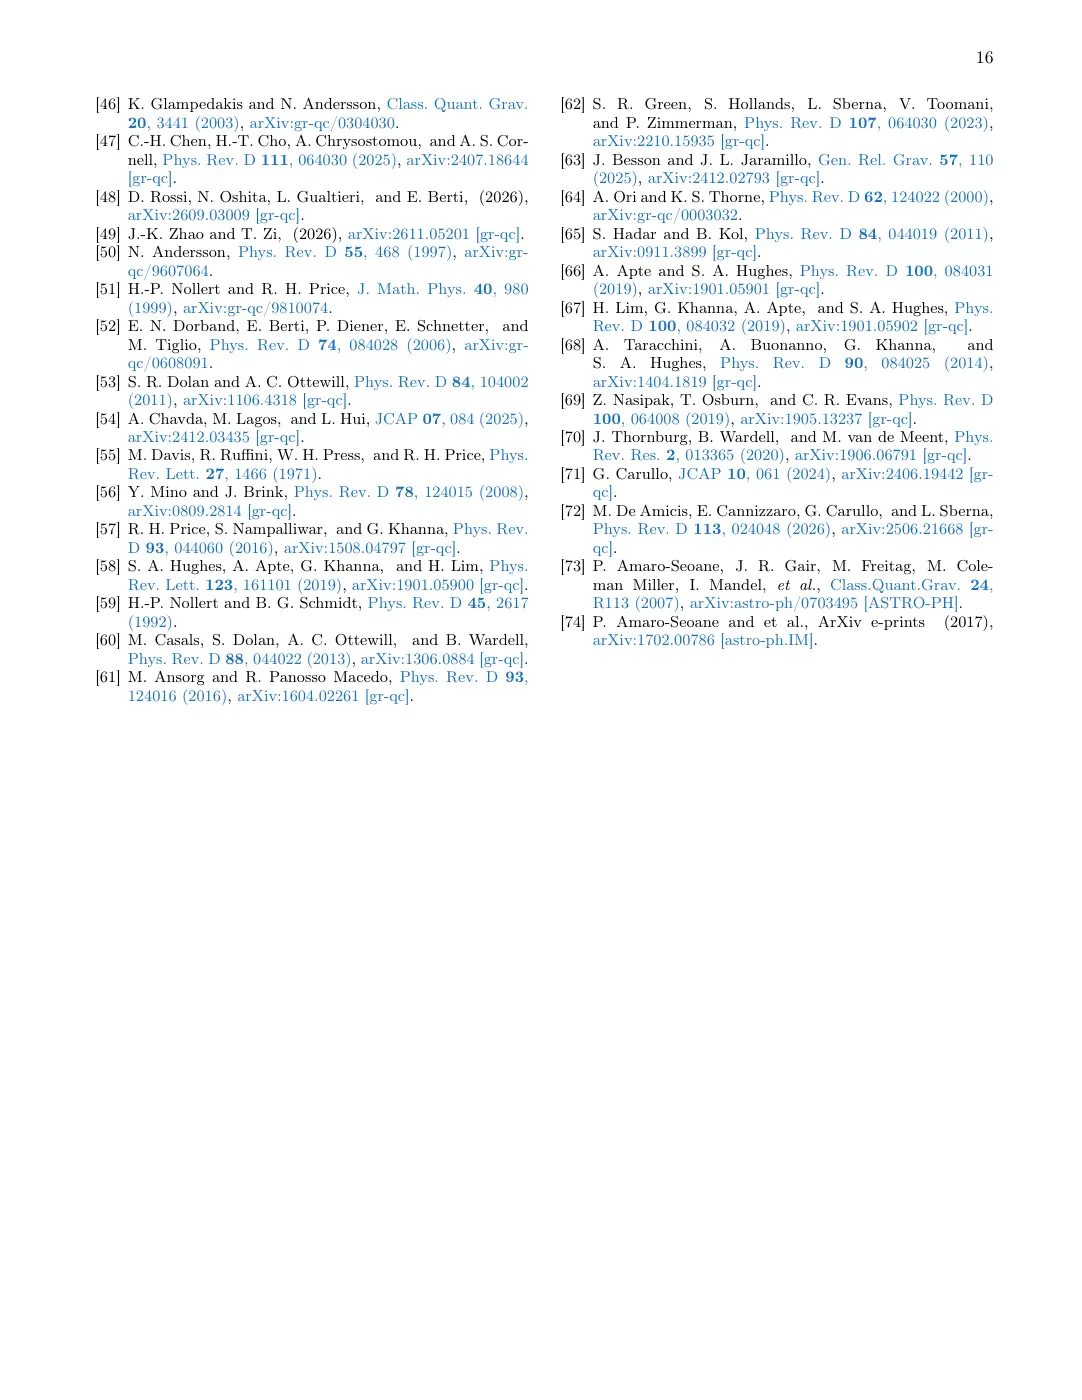 16
[46] K. Glampedakis and N. Andersson, Class. Quant. Grav.
20, 3441 (2003), arXiv:gr-qc/0304030.
[47] C.-H. Chen, H.-T. Cho, A. Chrysostomou, and A. S. Cor-
nell, Phys. Rev. D 111, 064030 (2025), arXiv:2407.18644
[gr-qc].
[48] D. Rossi, N. Oshita, L. Gualtieri, and E. Berti, (2026),
arXiv:2609.03009 [gr-qc].
[49] J.-K. Zhao and T. Zi, (2026), arXiv:2611.05201 [gr-qc].
[50] N. Andersson, Phys. Rev. D 55, 468 (1997), arXiv:gr-
qc/9607064.
[51] H.-P. Nollert and R. H. Price, J. Math. Phys. 40, 980
(1999), arXiv:gr-qc/9810074.
[52] E. N. Dorband, E. Berti, P. Diener, E. Schnetter, and
M. Tiglio, Phys. Rev. D 74, 084028 (2006), arXiv:gr-
qc/0608091.
[53] S. R. Dolan and A. C. Ottewill, Phys. Rev. D 84, 104002
(2011), arXiv:1106.4318 [gr-qc].
[54] A. Chavda, M. Lagos, and L. Hui, JCAP 07, 084 (2025),
arXiv:2412.03435 [gr-qc].
[55] M. Davis, R. Ruffini, W. H. Press, and R. H. Price, Phys.
Rev. Lett. 27, 1466 (1971).
[56] Y. Mino and J. Brink, Phys. Rev. D 78, 124015 (2008),
arXiv:0809.2814 [gr-qc].
[57] R. H. Price, S. Nampalliwar, and G. Khanna, Phys. Rev.
D 93, 044060 (2016), arXiv:1508.04797 [gr-qc].
[58] S. A. Hughes, A. Apte, G. Khanna, and H. Lim, Phys.
Rev. Lett. 123, 161101 (2019), arXiv:1901.05900 [gr-qc].
[59] H.-P. Nollert and B. G. Schmidt, Phys. Rev. D 45, 2617
(1992).
[60] M. Casals, S. Dolan, A. C. Ottewill, and B. Wardell,
Phys. Rev. D 88, 044022 (2013), arXiv:1306.0884 [gr-qc].
[61] M. Ansorg and R. Panosso Macedo, Phys. Rev. D 93,
124016 (2016), arXiv:1604.02261 [gr-qc].
[62] S. R. Green, S. Hollands, L. Sberna, V. Toomani,
and P. Zimmerman, Phys. Rev. D 107, 064030 (2023),
arXiv:2210.15935 [gr-qc].
[63] J. Besson and J. L. Jaramillo, Gen. Rel. Grav. 57, 110
(2025), arXiv:2412.02793 [gr-qc].
[64] A. Ori and K. S. Thorne, Phys. Rev. D 62, 124022 (2000),
arXiv:gr-qc/0003032.
[65] S. Hadar and B. Kol, Phys. Rev. D 84, 044019 (2011),
arXiv:0911.3899 [gr-qc].
[66] A. Apte and S. A. Hughes, Phys. Rev. D 100, 084031
(2019), arXiv:1901.05901 [gr-qc].
[67] H. Lim, G. Khanna, A. Apte, and S. A. Hughes, Phys.
Rev. D 100, 084032 (2019), arXiv:1901.05902 [gr-qc].
[68] A. Taracchini, A. Buonanno, G. Khanna, and
S. A. Hughes, Phys. Rev. D 90, 084025 (2014),
arXiv:1404.1819 [gr-qc].
[69] Z. Nasipak, T. Osburn, and C. R. Evans, Phys. Rev. D
100, 064008 (2019), arXiv:1905.13237 [gr-qc].
[70] J. Thornburg, B. Wardell, and M. van de Meent, Phys.
Rev. Res. 2, 013365 (2020), arXiv:1906.06791 [gr-qc].
[71] G. Carullo, JCAP 10, 061 (2024), arXiv:2406.19442 [gr-
qc].
[72] M. De Amicis, E. Cannizzaro, G. Carullo, and L. Sberna,
Phys. Rev. D 113, 024048 (2026), arXiv:2506.21668 [gr-
qc].
[73] P. Amaro-Seoane, J. R. Gair, M. Freitag, M. Cole-
man Miller, I. Mandel, et al., Class.Quant.Grav. 24,
R113 (2007), arXiv:astro-ph/0703495 [ASTRO-PH].
[74] P. Amaro-Seoane and et al., ArXiv e-prints (2017),
arXiv:1702.00786 [astro-ph.IM].